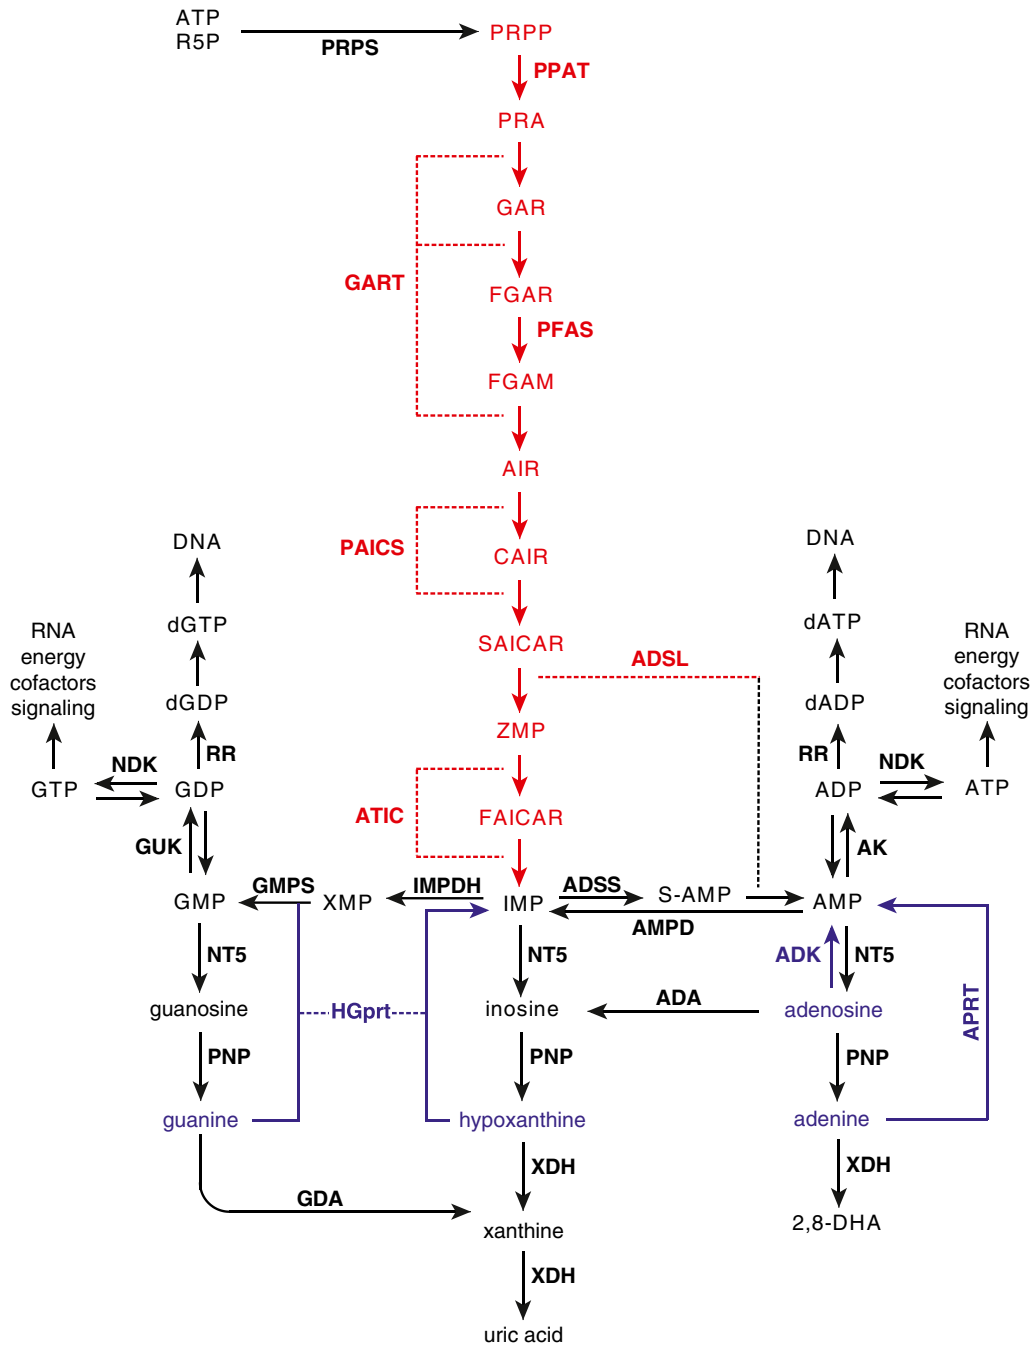 ATP
R5P
PRPS
PRPP
PPAT
PRA
GAR
GART
FGAR
PFAS
FGAM
AIR
PAICS
CAIR
DNA
DNA
dGTP
dATP
RNA
energy
cofactors
signaling
SAICAR
ADSL
RNA
energy
cofactors
signaling
dGDP
dADP
ZMP
RR
RR
NDK
NDK
GTP
GDP
ADP
ATP
ATIC
FAICAR
GUK
AK
GMPS
IMPDH
ADSS
S-AMP
GMP
XMP
IMP
AMP
AMPD
NT5
NT5
ADK
NT5
guanosine
HGprt
inosine
ADA
adenosine
APRT
PNP
PNP
PNP
guanine
hypoxanthine
adenine
XDH
XDH
GDA
xanthine
2,8-DHA
XDH
uric acid